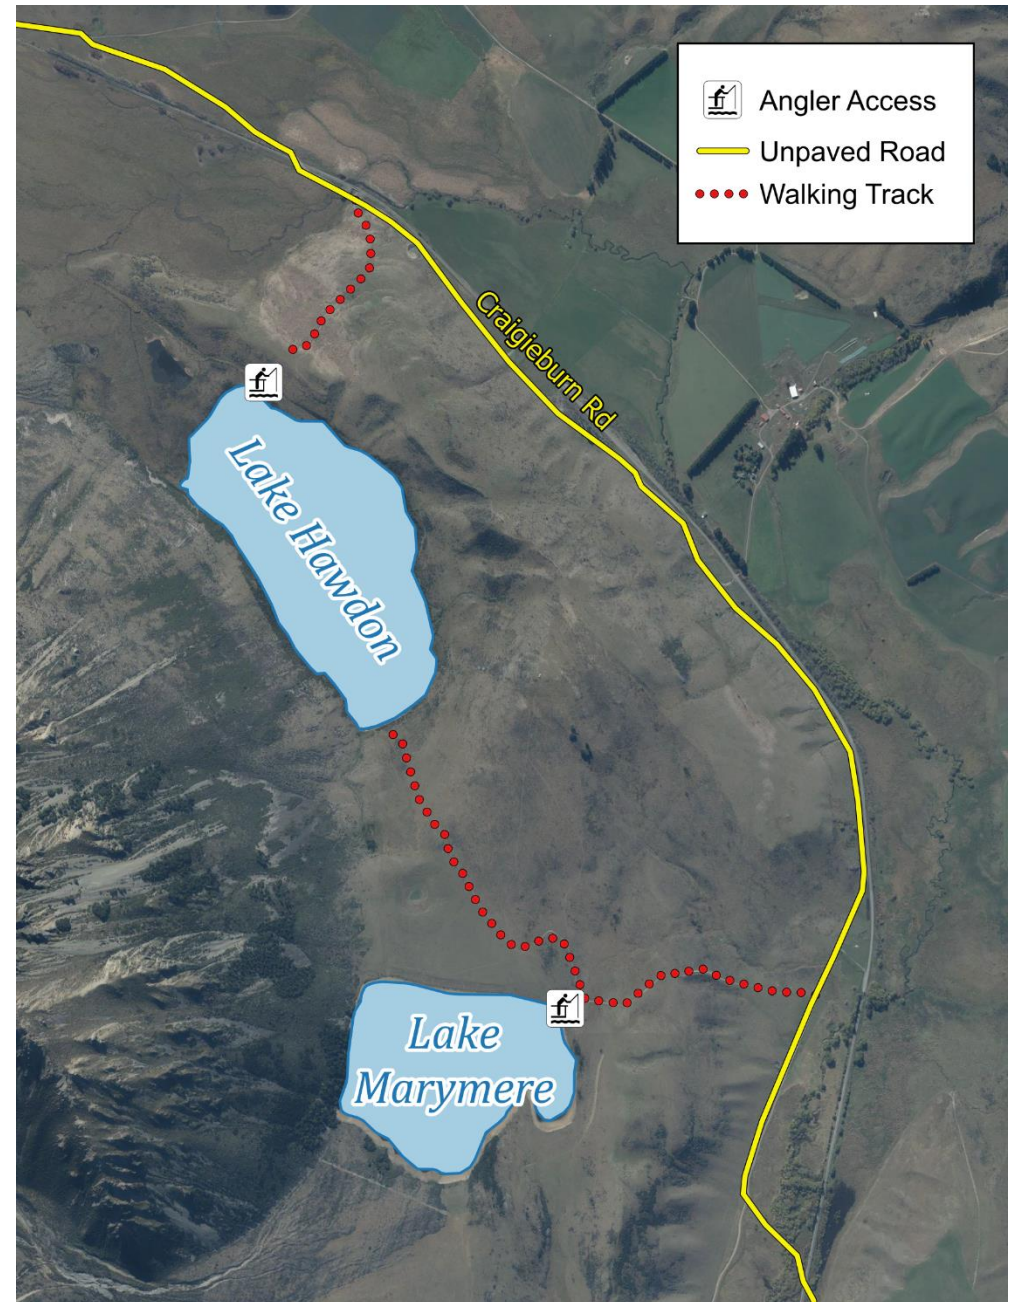 Angler Access
Unpaved Road
Walking Track
Craigieburn Rd
Lake Hawdon
Lake
Marymere